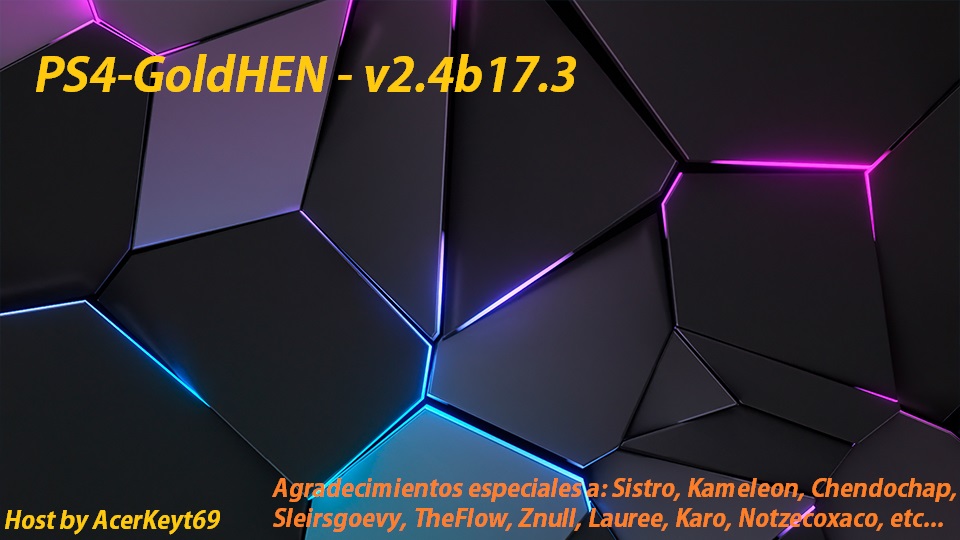 PS4-GoldHEN - v2.4b17.3
Agradecimientos especiales a: Sistro, Kameleon, Chendochap,
Sleirsgoevy, TheFlow, Znull, Lauree, Karo, Notzecoxaco, etc...
Host by AcerKeyt69